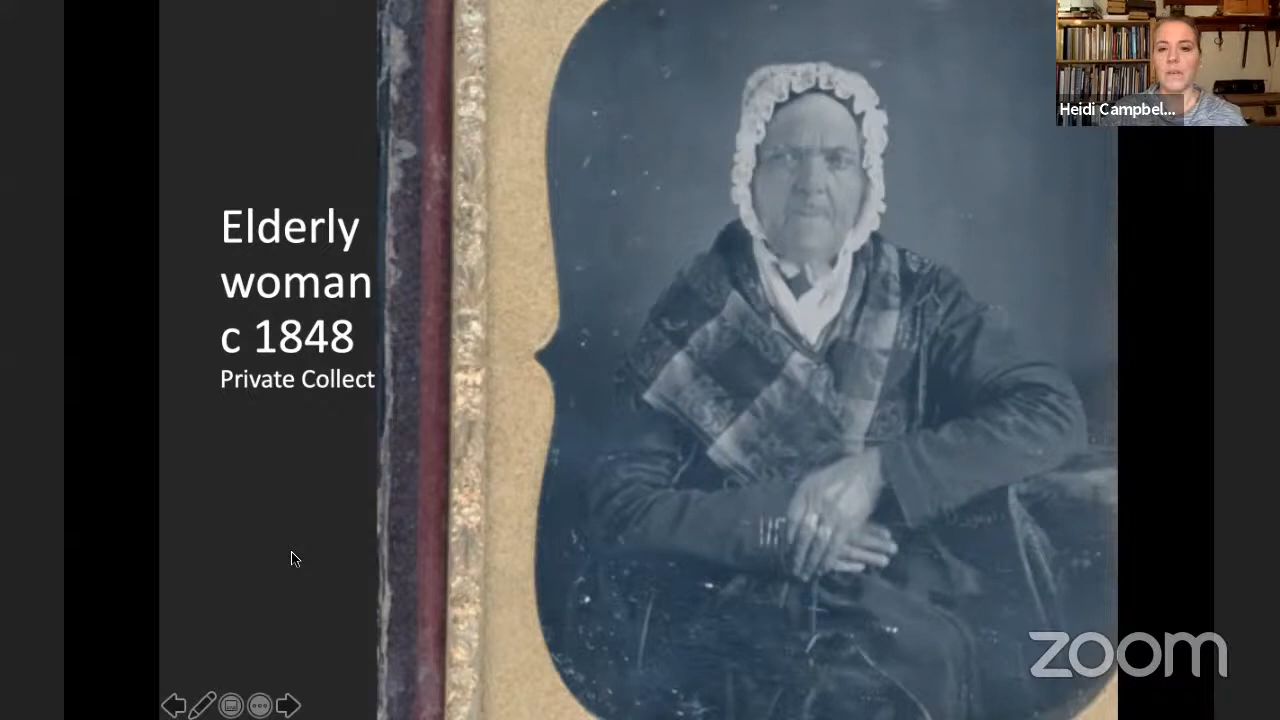 Elderly
woman
c 1848
Private Collect
Heidi Campbel...
zoom